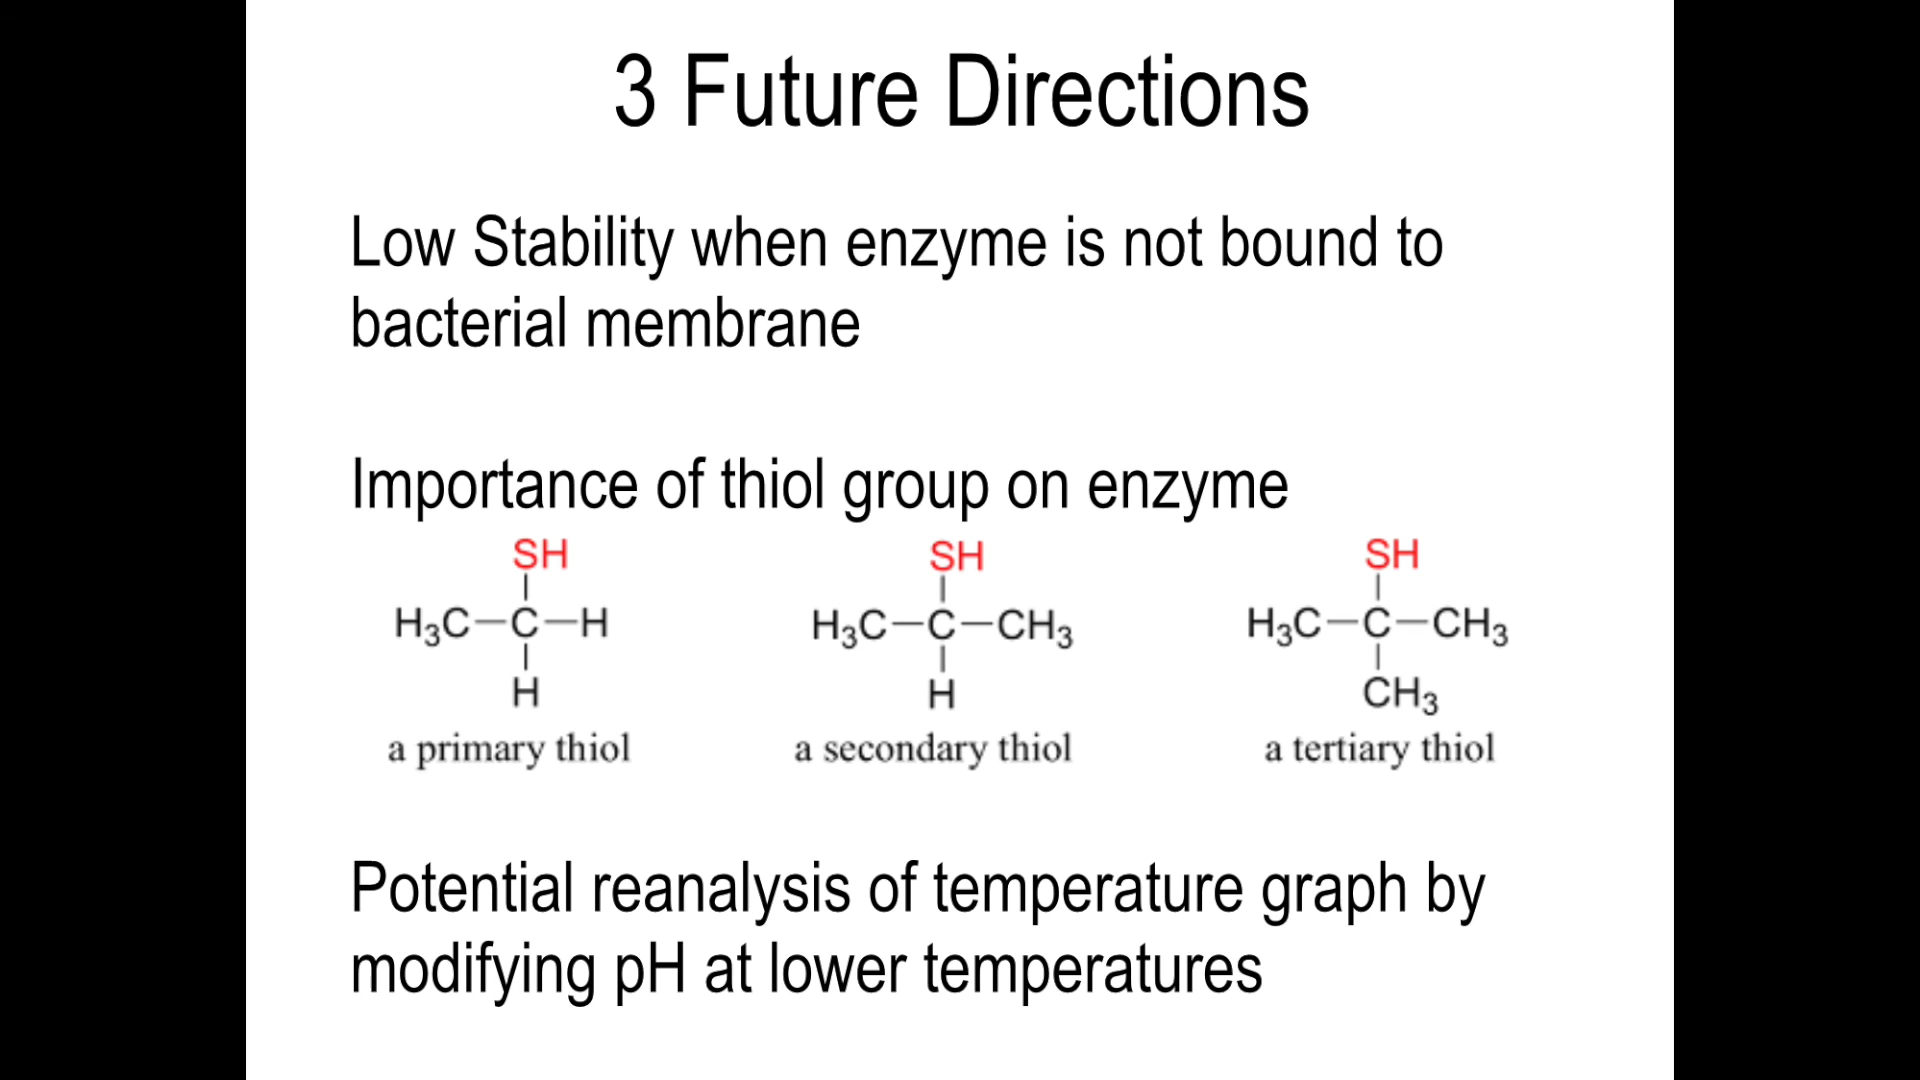 3 Future Directions
Low Stability when enzyme is not bound to
bacterial membrane
Importance of thiol group on enzyme
SH SH SH
H₃C—C—H H₃C—C—CH₃ H₃C—C—CH₃
H H CH₃
a primary thiol a secondary thiol a tertiary thiol
Potential reanalysis of temperature graph by
modifying pH at lower temperatures